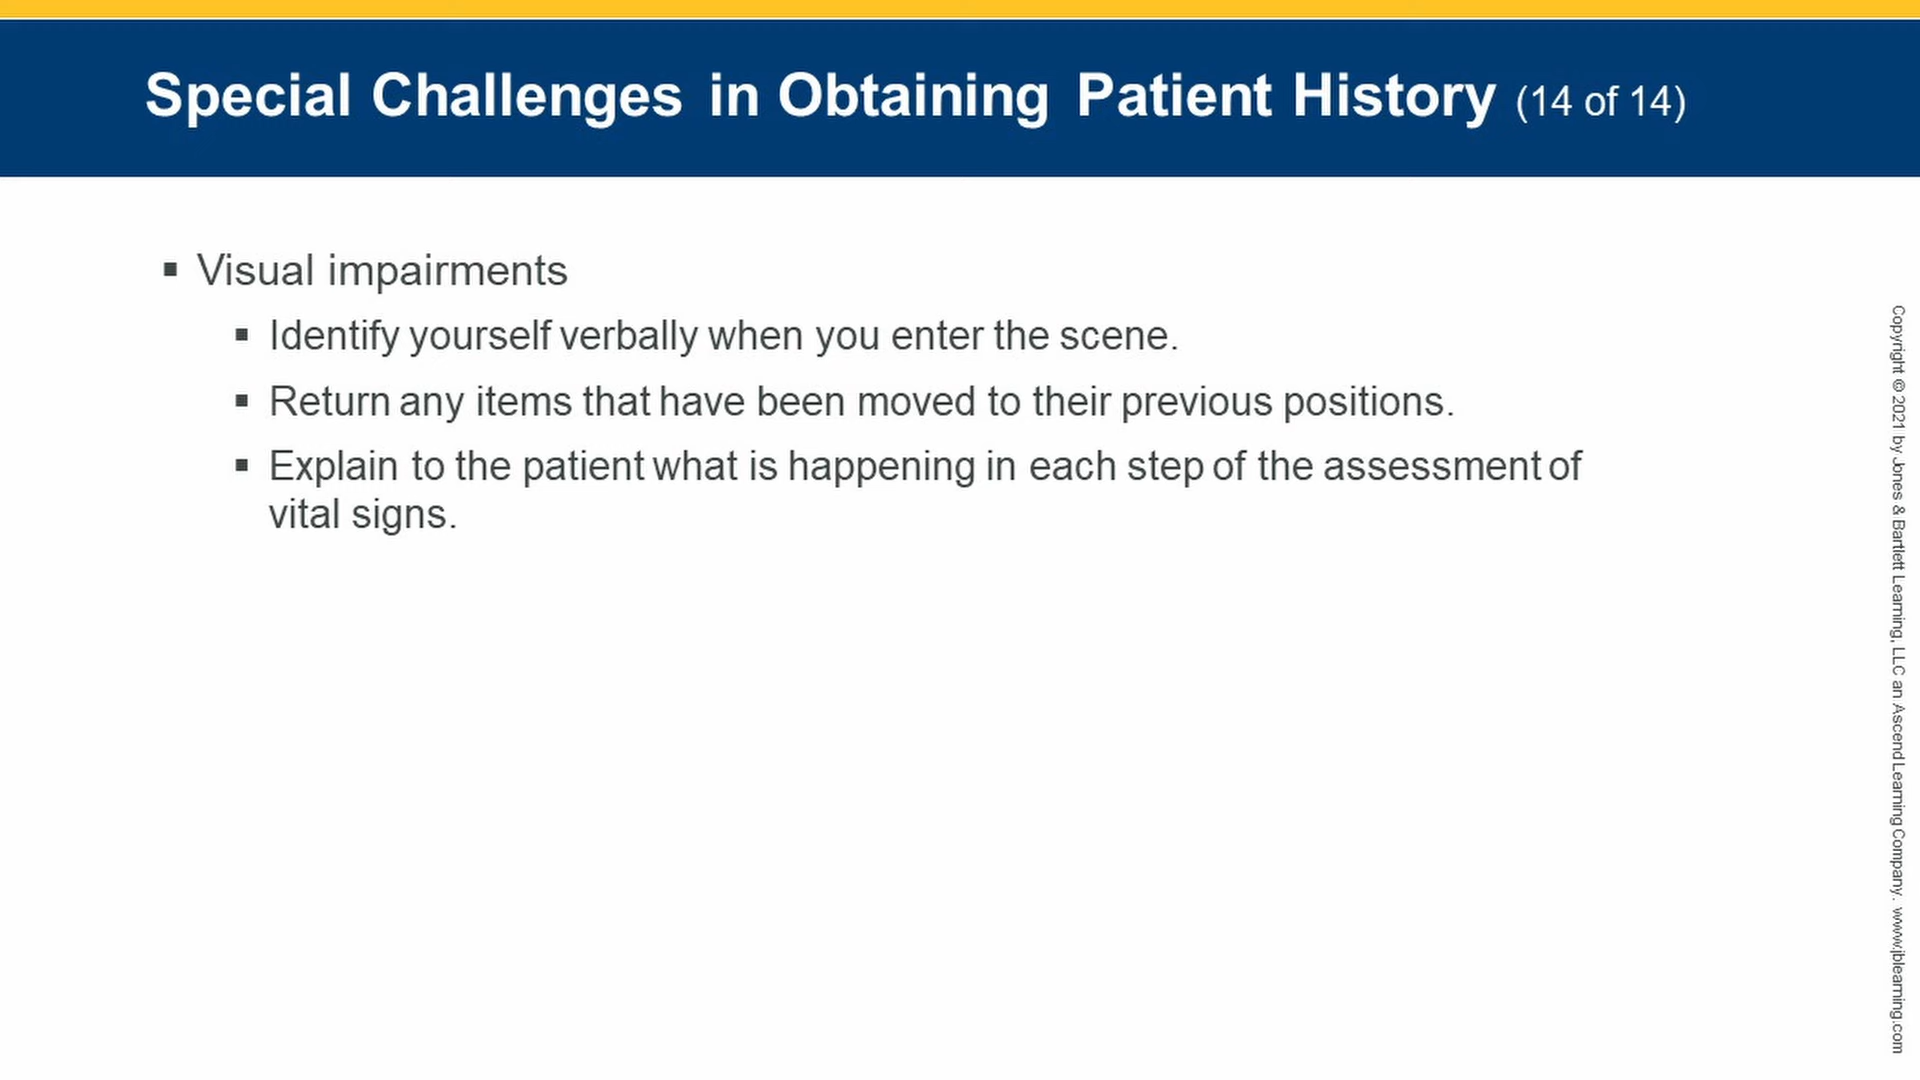 Special Challenges in Obtaining Patient History (14 of 14)
▪ Visual impairments
▪ Identify yourself verbally when you enter the scene.
▪ Return any items that have been moved to their previous positions.
▪ Explain to the patient what is happening in each step of the assessment of
vital signs.
Copyright © 2021 by Jones & Bartlett Learning, LLC an Ascend Learning Company. www.jblearning.com